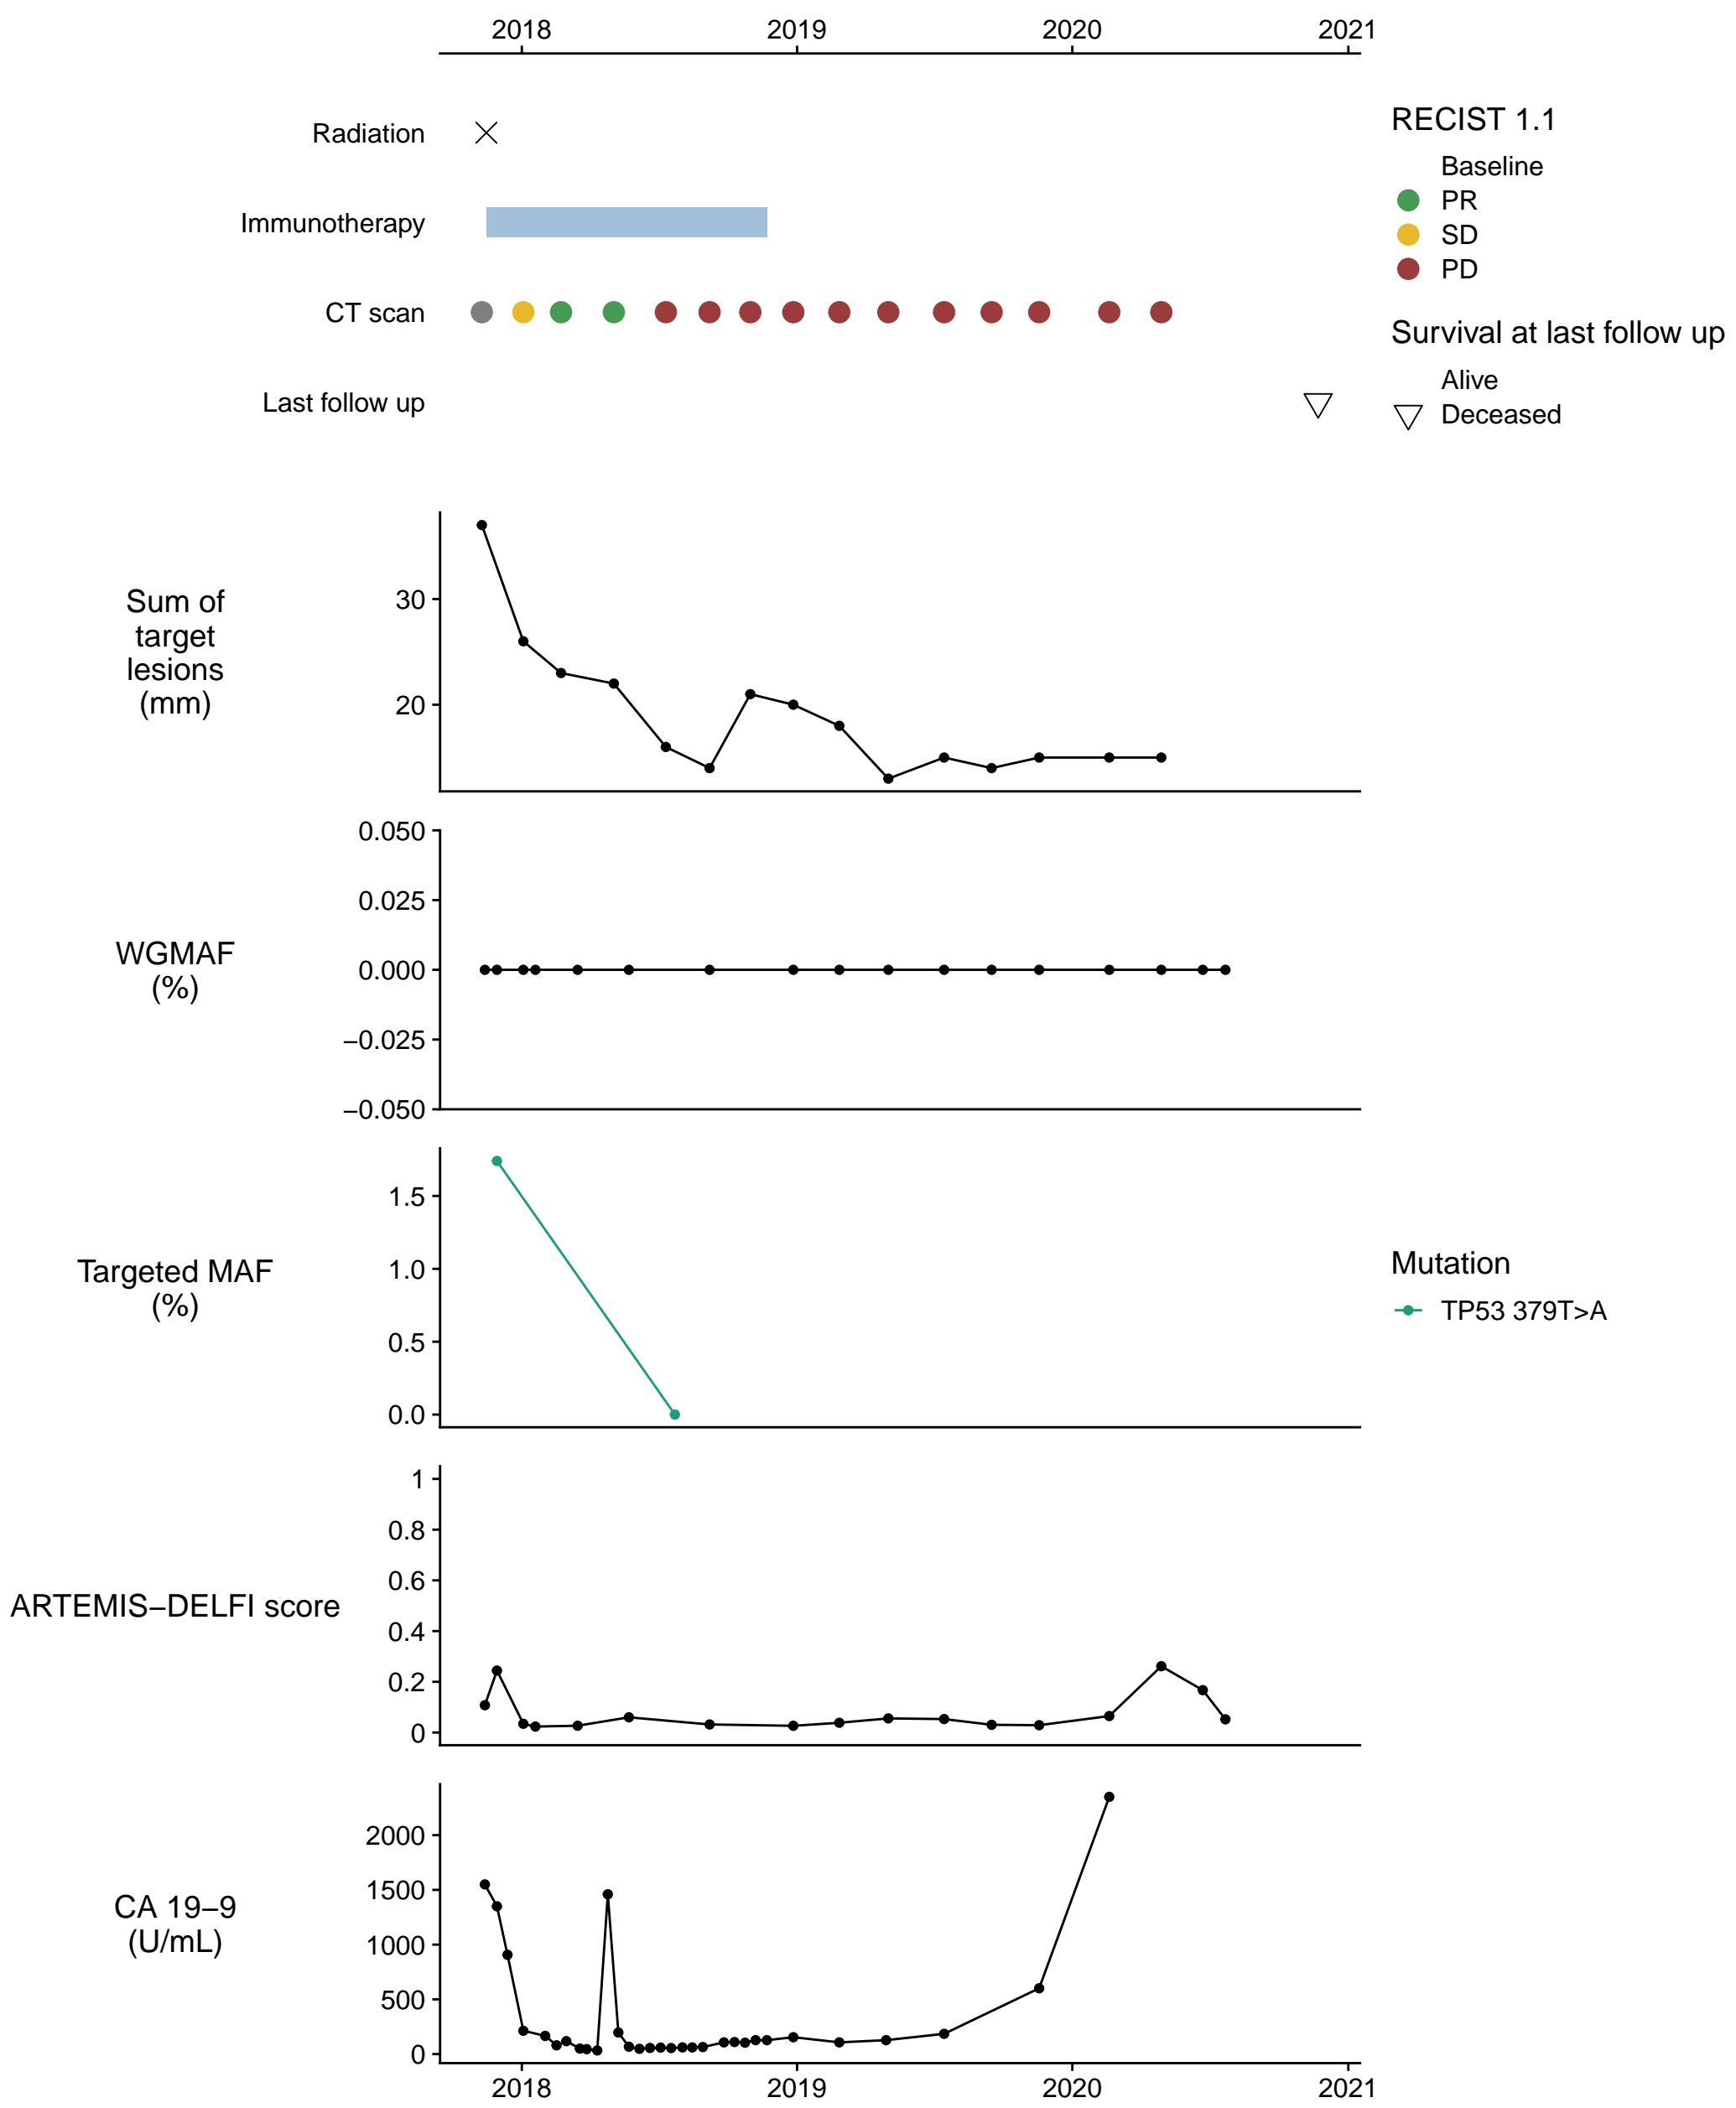 2018 2019 2020 2021
Radiation
Immunotherapy
CT scan
Last follow up
RECIST 1.1
Baseline
PR
SD
PD
Survival at last follow up
Alive
Deceased
Sum of
target
lesions
(mm)
30
20
WGMAF
(%)
0.050
0.025
0.000
−0.025
−0.050
Targeted MAF
(%)
1.5
1.0
0.5
0.0
Mutation
TP53 379T>A
ARTEMIS−DELFI score
1
0.8
0.6
0.4
0.2
0
CA 19−9
(U/mL)
2000
1500
1000
500
0
2018 2019 2020 2021